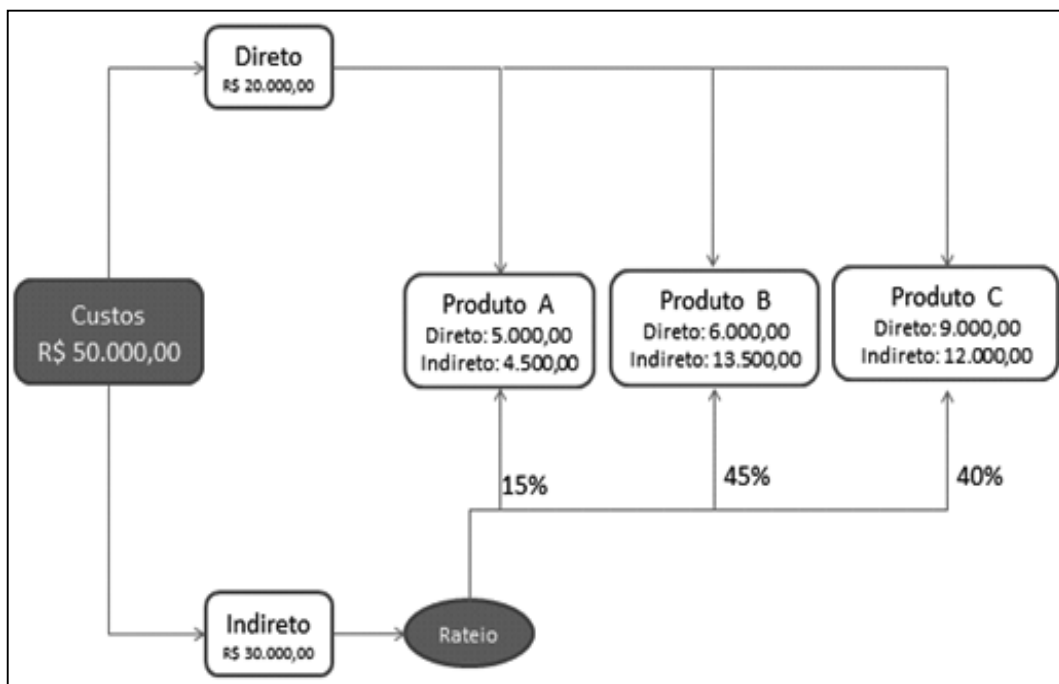 Direto
R$ 20.000,00
Custos
R$ 50.000,00
Produto A
Direto: 5.000,00
Indireto: 4.500,00
Produto B
Direto: 6.000,00
Indireto: 13.500,00
Produto C
Direto: 9.000,00
Indireto: 12.000,00
15%
45%
40%
Indireto
R$ 30.000,00
Rateio